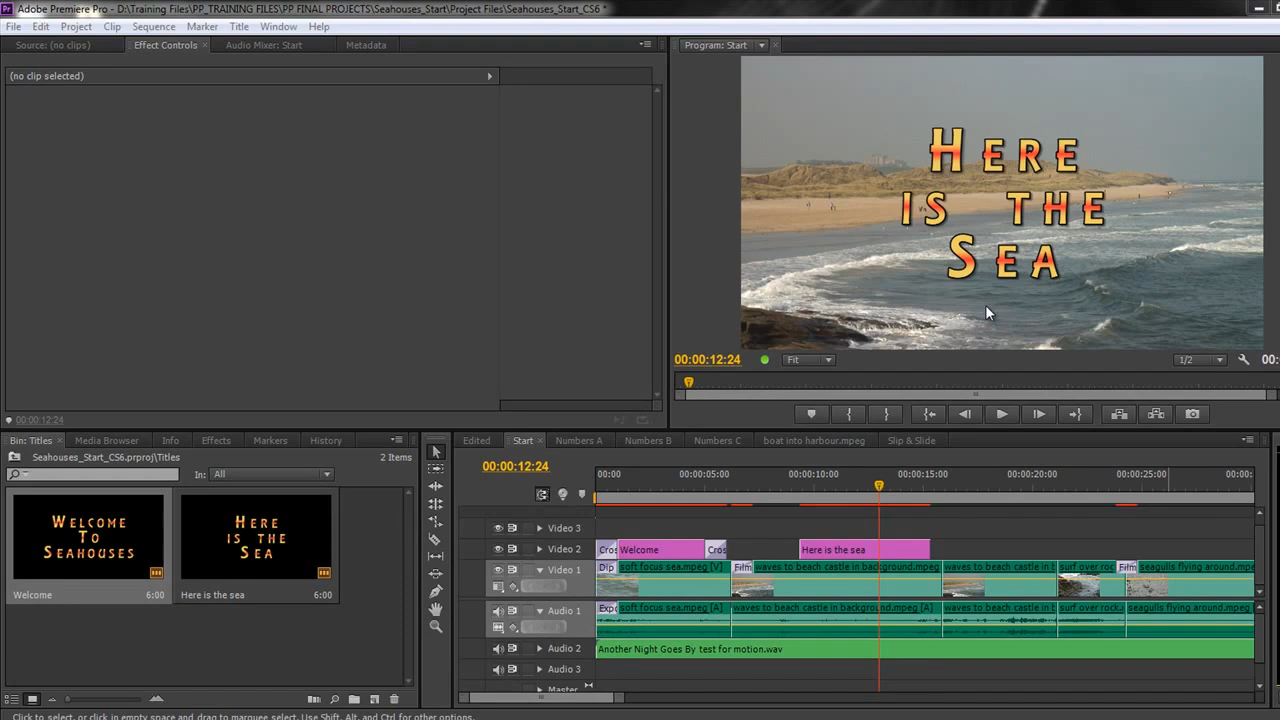 Adobe Premiere Pro - D:\Training Files\PP_TRAINING FILES\PP FINAL PROJECTS\Seahouses_Start\Project Files\Seahouses_Start_CS6 *
File Edit Project Clip Sequence Marker Title Window Help
Source: (no clips) Effect Controls Audio Mixer: Start Metadata
Program: Start
(no clip selected)
HERE
IS THE
SEA
00:00:12:24 Fit 1/2 00:
00:00:12:24
Bin: Titles Media Browser Info Effects Markers History
Seahouses_Start_CS6.prproj\Titles 2 Items
In: All
WELCOME
TO
SEAHOUSES
HERE
IS THE
SEA
Welcome 6:00 Here is the sea 6:00
Edited Start Numbers A Numbers B Numbers C boat into harbour.mpeg Slip & Slide
00:00:12:24 00:00 00:00:05:00 00:00:10:00 00:00:15:00 00:00:20:00 00:00:25:00 00:00:
Video 3
Video 2 Cros Welcome Cros Here is the sea
Video 1 Dip soft focus sea.mpeg [V] Film waves to beach castle in background.mpeg waves to beach castle in b surf over roc Film seagulls flying around.mpeg
Audio 1 Expo soft focus sea.mpeg [A] waves to beach castle in background.mpeg [A] waves to beach castle in b surf over rock. seagulls flying around.mpeg
Audio 2 Another Night Goes By test for motion.wav
Audio 3
Master
Click to select, or click in empty space and drag to marquee select. Use Shift, Alt, and Ctrl for other options.